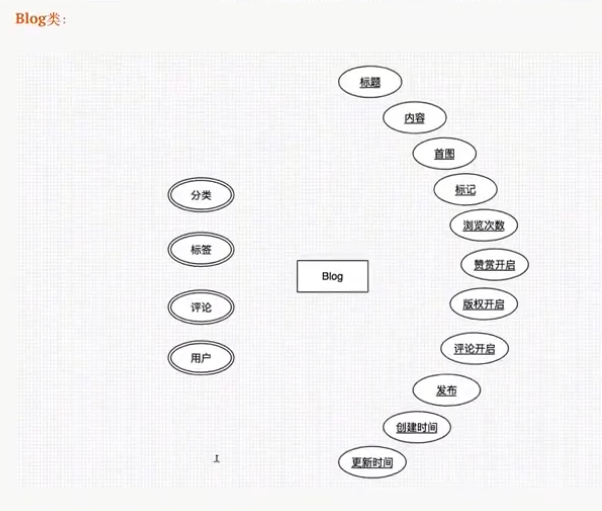 Blog类:
标题
内容
首图
标记
浏览次数
赞赏开启
版权开启
评论开启
发布
创建时间
更新时间
Blog
分类
标签
评论
用户